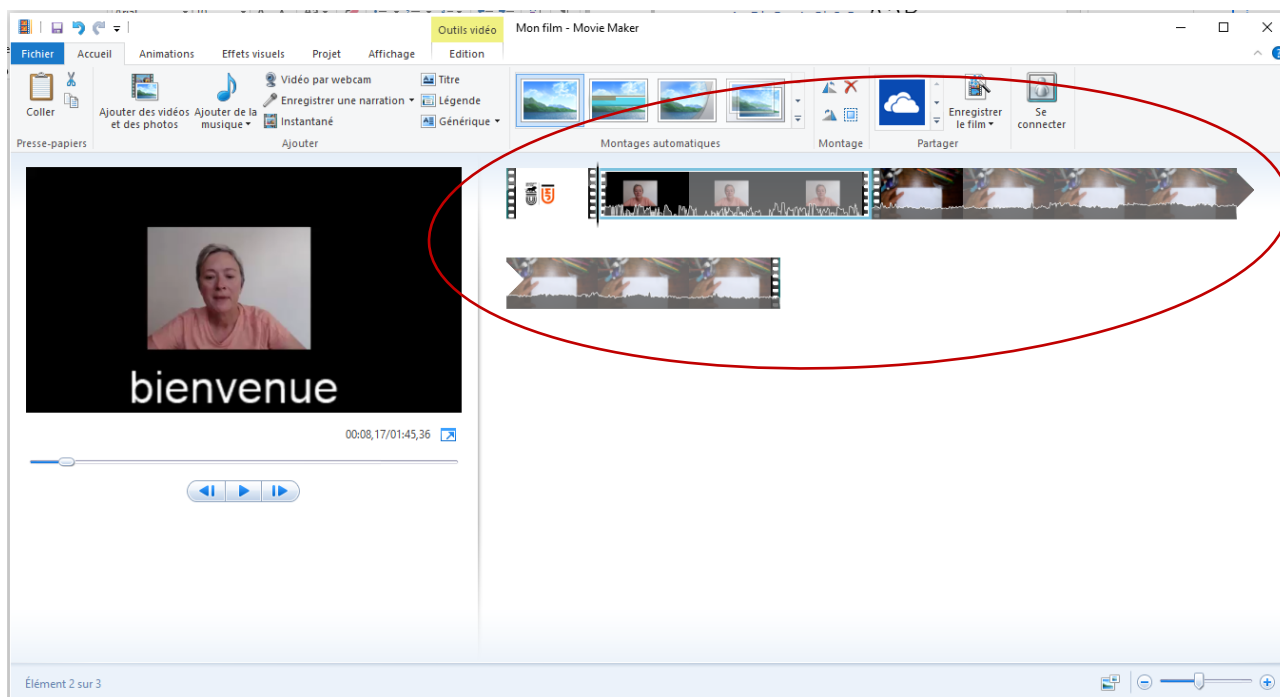 Outils vidéo
Mon film - Movie Maker
Fichier
Accueil
Animations
Effets visuels
Projet
Affichage
Edition
Coller
Presse-papiers
Ajouter des vidéos
et des photos
Ajouter de la
musique
Vidéo par webcam
Enregistrer une narration
Instantané
Titre
Légende
Générique
Ajouter
Montages automatiques
Montage
Partager
Enregistrer
le film
Se
connecter
bienvenue
00:08,17/01:45,36
Élément 2 sur 3